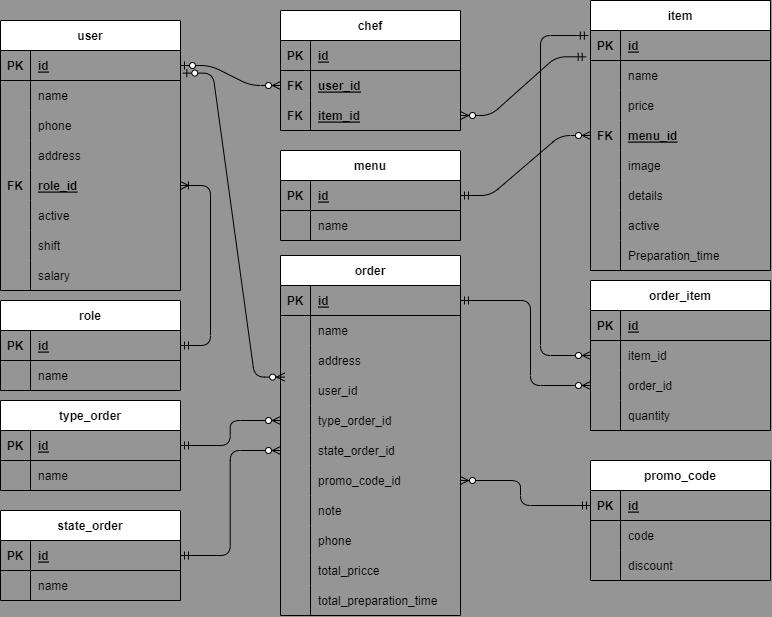 user
PK id
name
phone
address
FK role_id
active
shift
salary
role
PK id
name
type_order
PK id
name
state_order
PK id
name
chef
PK id
FK user_id
FK item_id
menu
PK id
name
order
PK id
name
address
user_id
type_order_id
state_order_id
promo_code_id
note
phone
total_pricce
total_preparation_time
item
PK id
name
price
FK menu_id
image
details
active
Preparation_time
order_item
PK id
item_id
order_id
quantity
promo_code
PK id
code
discount